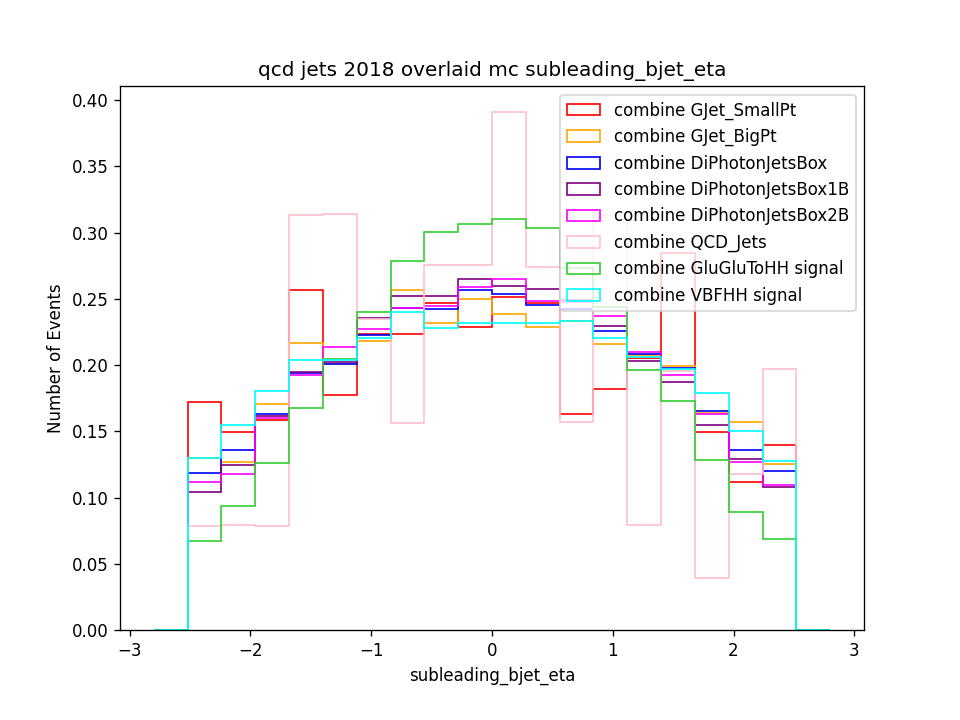 qcd jets 2018 overlaid mc subleading_bjet_eta
combine GJet_SmallPt
combine GJet_BigPt
combine DiPhotonJetsBox
combine DiPhotonJetsBox1B
combine DiPhotonJetsBox2B
combine QCD_Jets
combine GluGluToHH signal
combine VBFHH signal
Number of Events
0.40
0.35
0.30
0.25
0.20
0.15
0.10
0.05
0.00
−3 −2 −1 0 1 2 3
subleading_bjet_eta